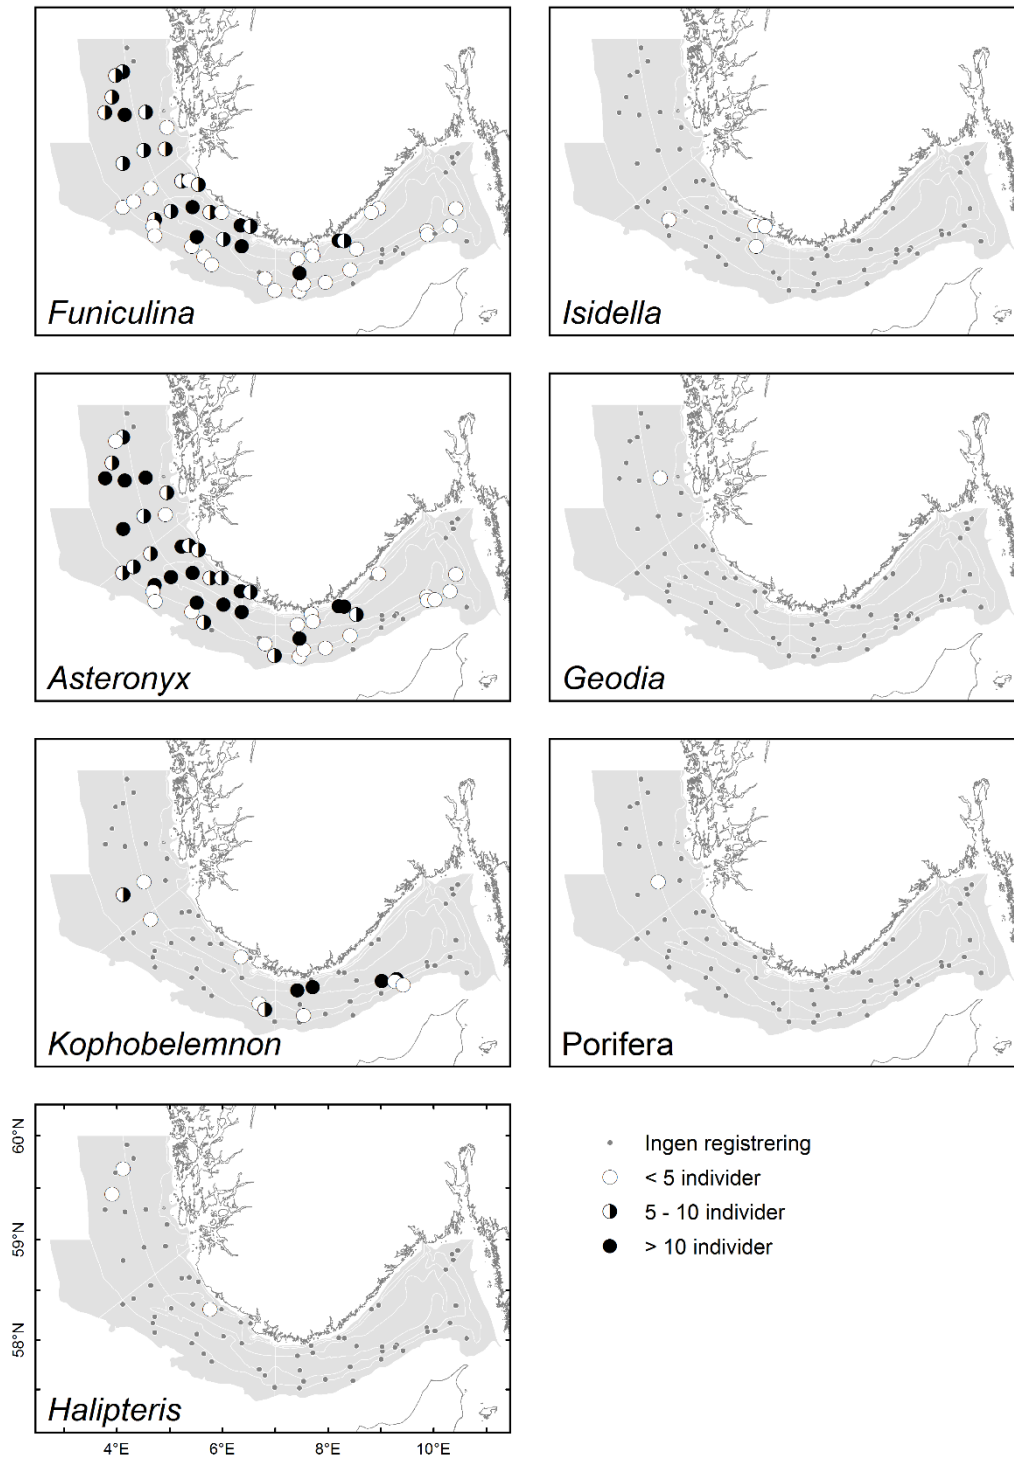 Funiculina
Isidella
Asteronyx
Geodia
Kophobelemnon
Porifera
60°N
59°N
58°N
Halipteris
4°E 6°E 8°E 10°E
Ingen registrering
< 5 individer
5 - 10 individer
> 10 individer